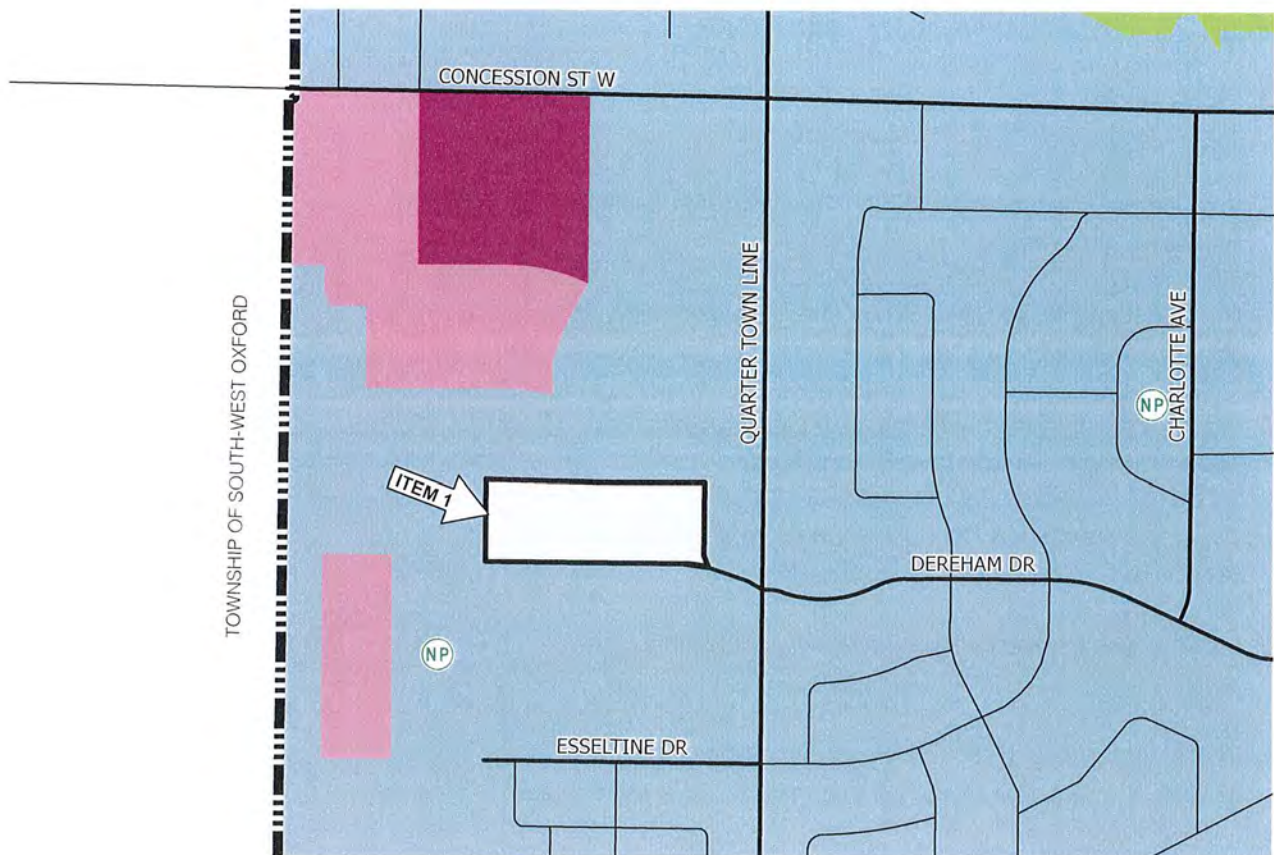 CONCESSION ST W
TOWNSHIP OF SOUTH-WEST OXFORD
QUARTER TOWN LINE
CHARLOTTE AVE
NP
ITEM 1
DEREHAM DR
NP
ESSELTINE DR